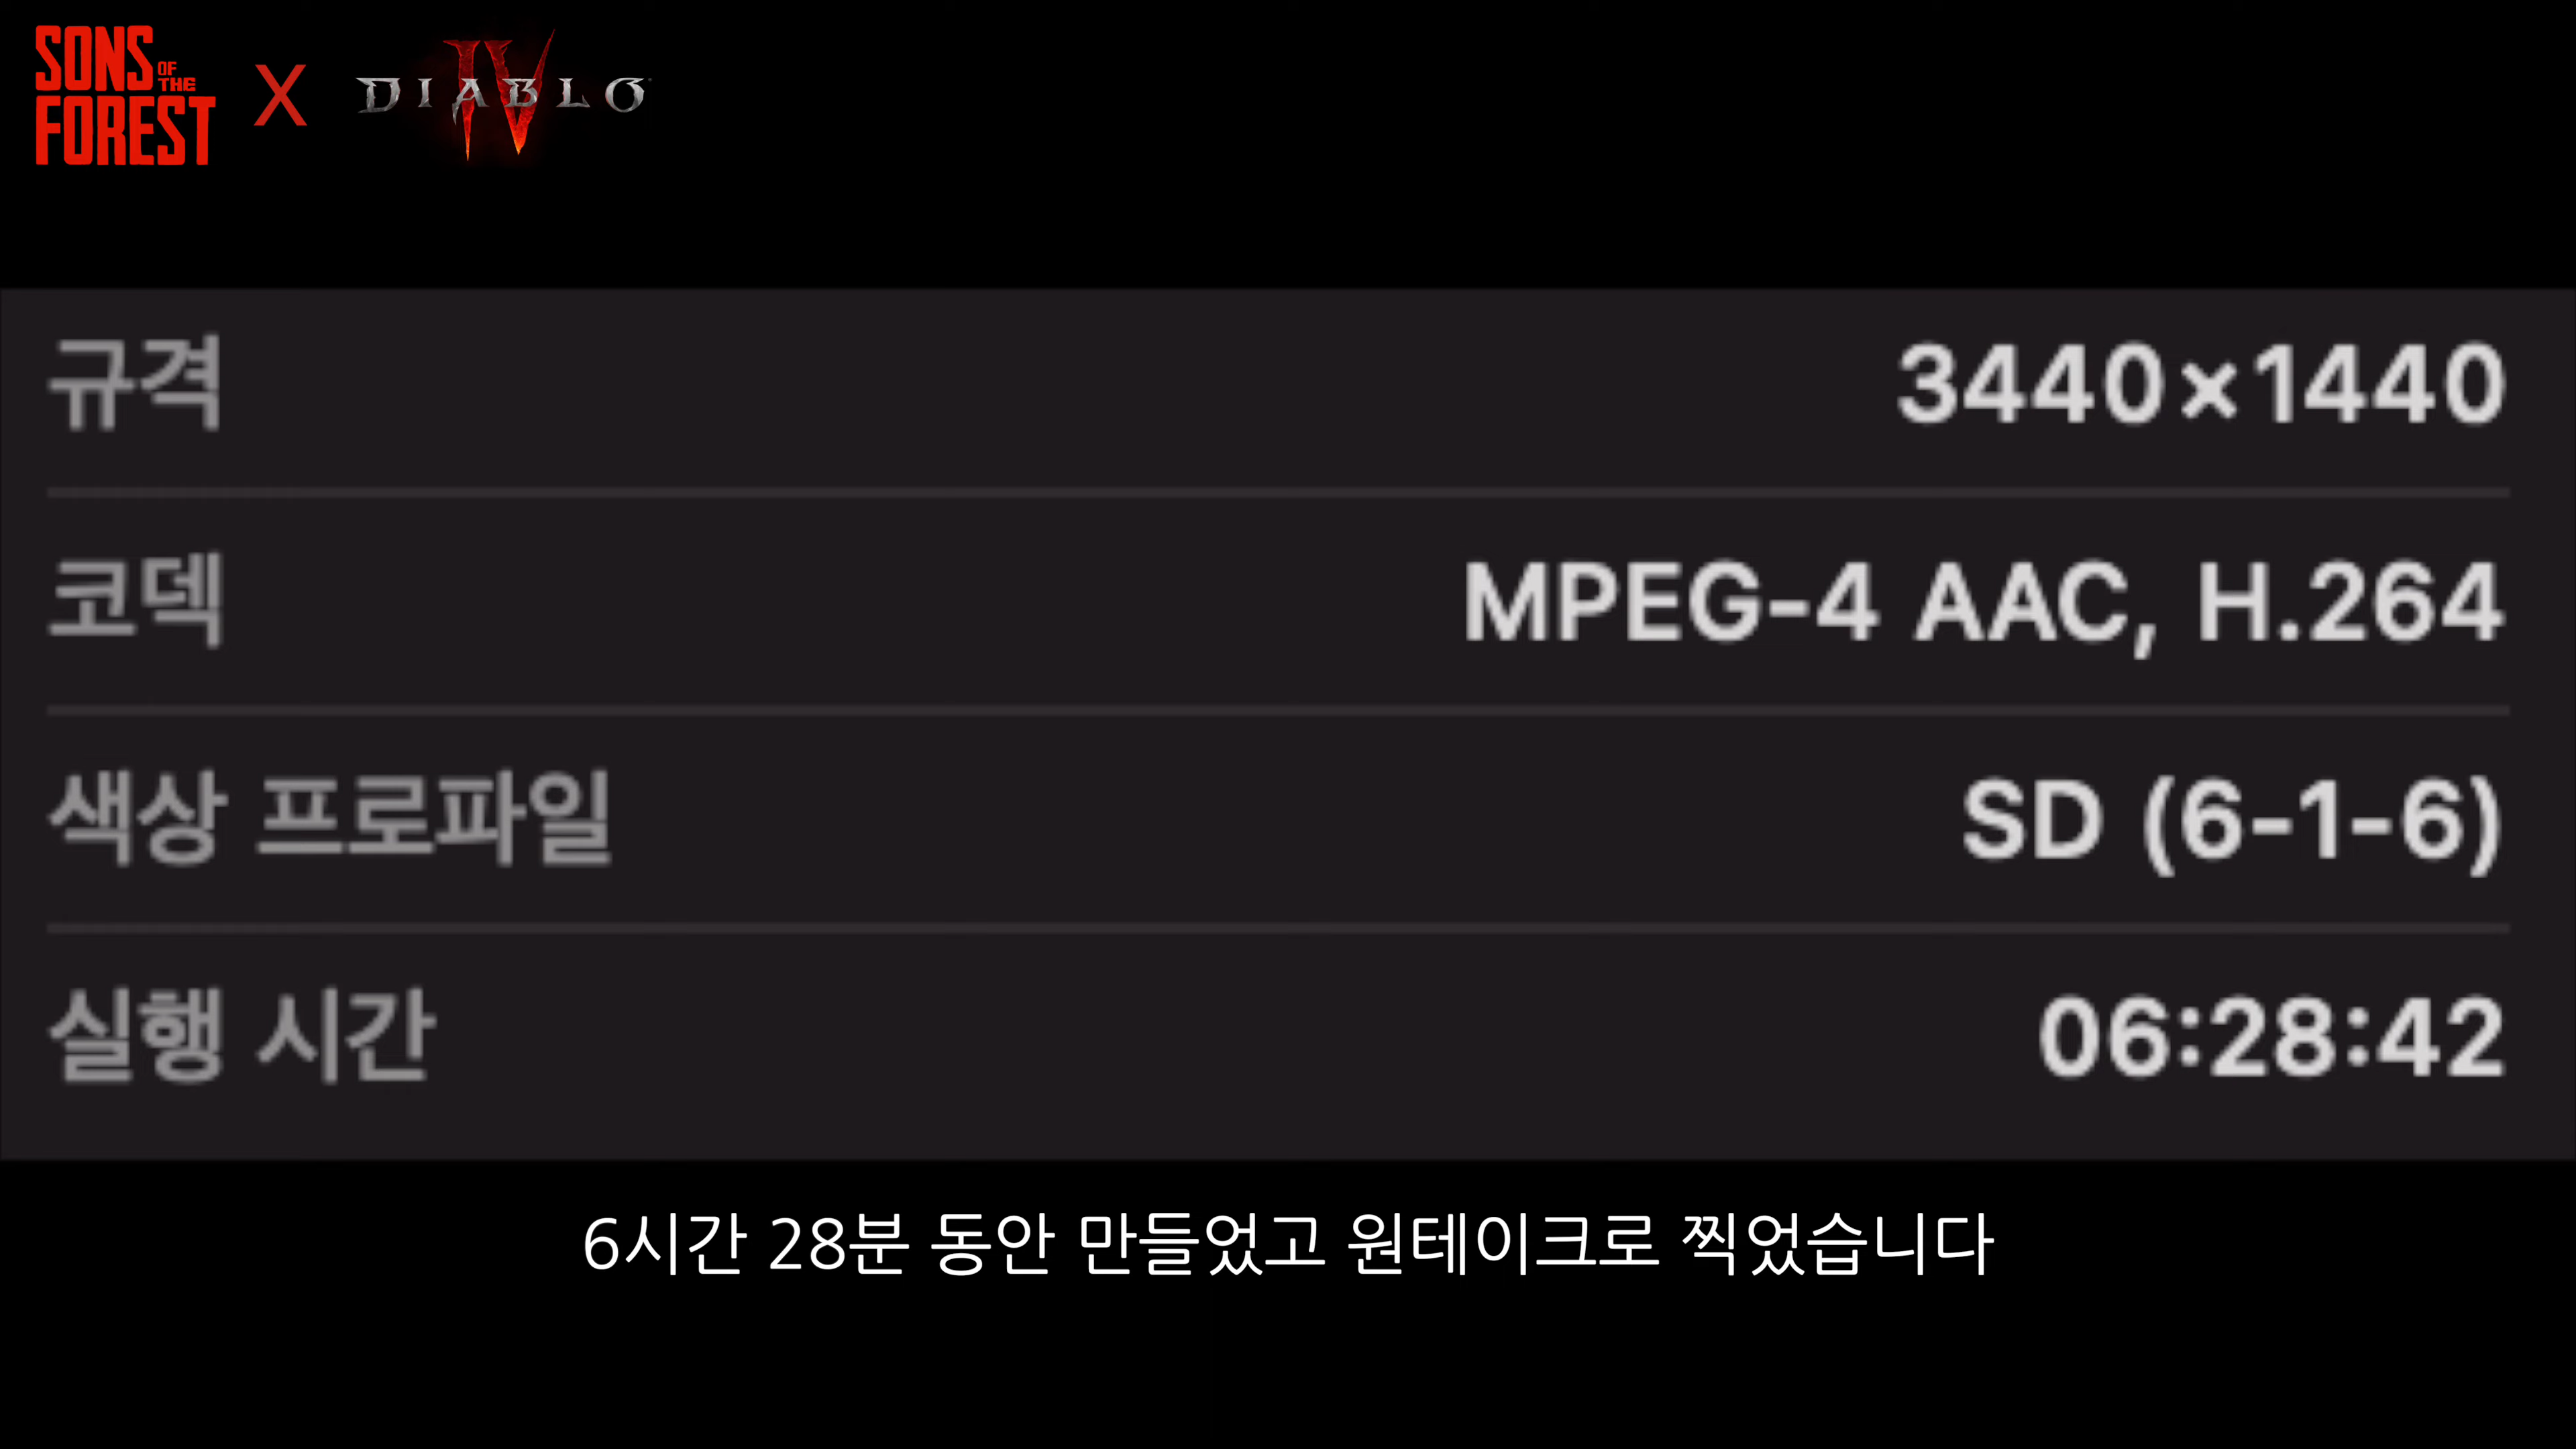 SONS OF THE FOREST X DIABLO IV
규격 3440×1440
코덱 MPEG-4 AAC, H.264
색상 프로파일 SD (6-1-6)
실행 시간 06:28:42
6시간 28분 동안 만들었고 원테이크로 찍었습니다